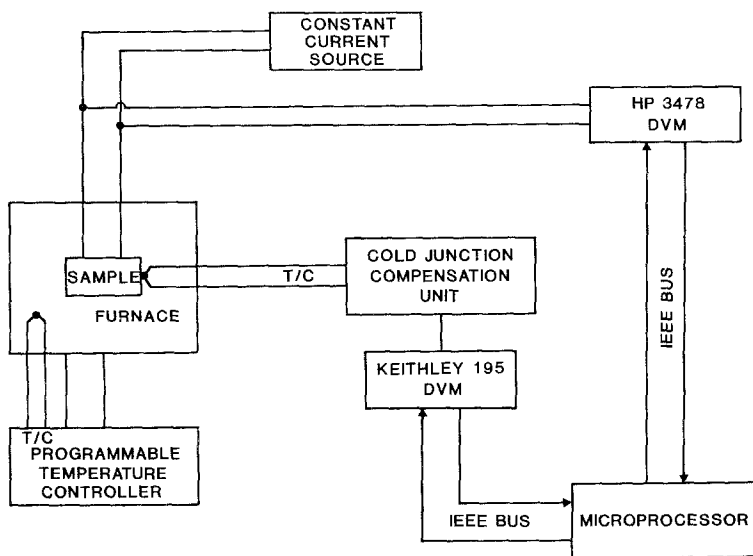 CONSTANT
CURRENT
SOURCE
HP 3478
DVM
SAMPLE
T/C
COLD JUNCTION
COMPENSATION
UNIT
FURNACE
IEEE BUS
KEITHLEY 195
DVM
T/C
PROGRAMMABLE
TEMPERATURE
CONTROLLER
IEEE BUS
MICROPROCESSOR